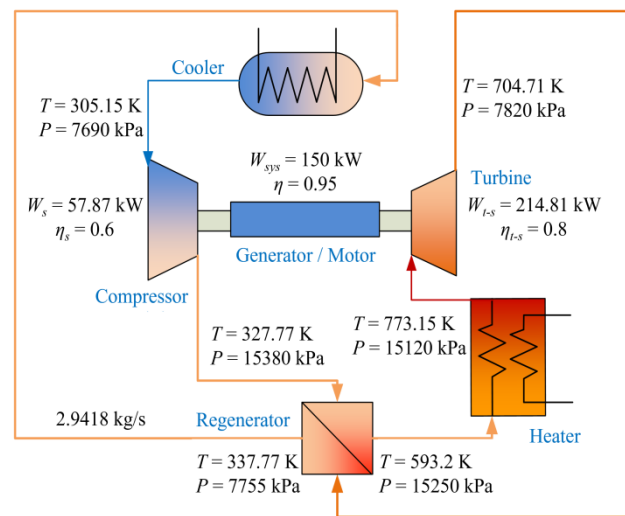 Cooler
T = 305.15 K
P = 7690 kPa
T = 704.71 K
P = 7820 kPa
W_sys = 150 kW
η = 0.95
Turbine
W_s = 57.87 kW
η_s = 0.6
W_t-s = 214.81 kW
η_t-s = 0.8
Generator / Motor
Compressor
T = 327.77 K
P = 15380 kPa
T = 773.15 K
P = 15120 kPa
2.9418 kg/s
Regenerator
Heater
T = 337.77 K
P = 7755 kPa
T = 593.2 K
P = 15250 kPa